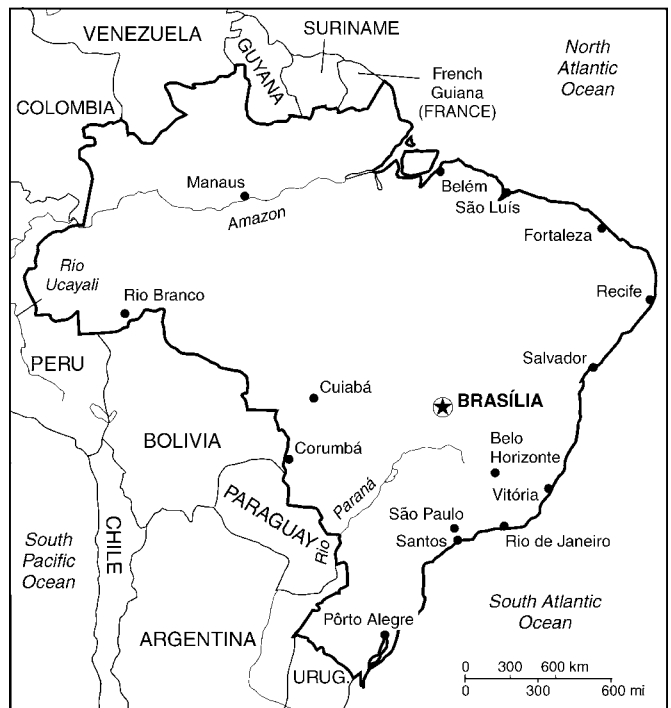 VENEZUELA
SURINAME
GUYANA
North
Atlantic
Ocean
French
Guiana
(FRANCE)
COLOMBIA
Manaus
Amazon
Belém
São Luís
Fortaleza
Rio
Ucayali
Rio Branco
Recife
PERU
Salvador
Cuiabá
BRASÍLIA
BOLIVIA
Corumbá
Belo
Horizonte
Paraná
Vitória
PARAGUAY
São Paulo
Santos
Rio de Janeiro
Rio
South
Pacific
Ocean
CHILE
South Atlantic
Ocean
Pôrto Alegre
ARGENTINA
URUG.
0 300 600 km
0 300 600 mi